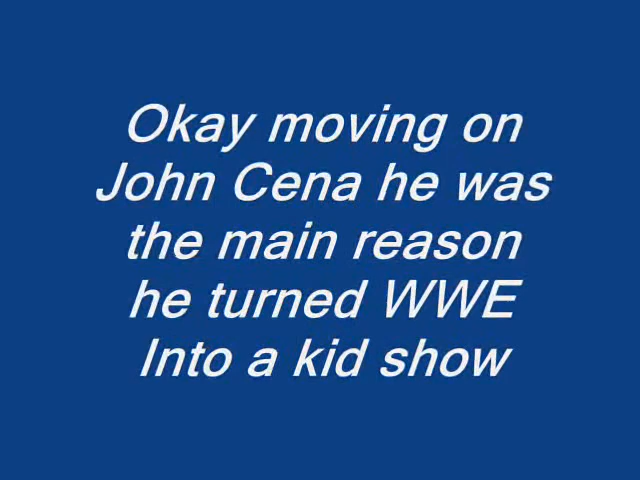 Okay moving on
John Cena he was
the main reason
he turned WWE
Into a kid show